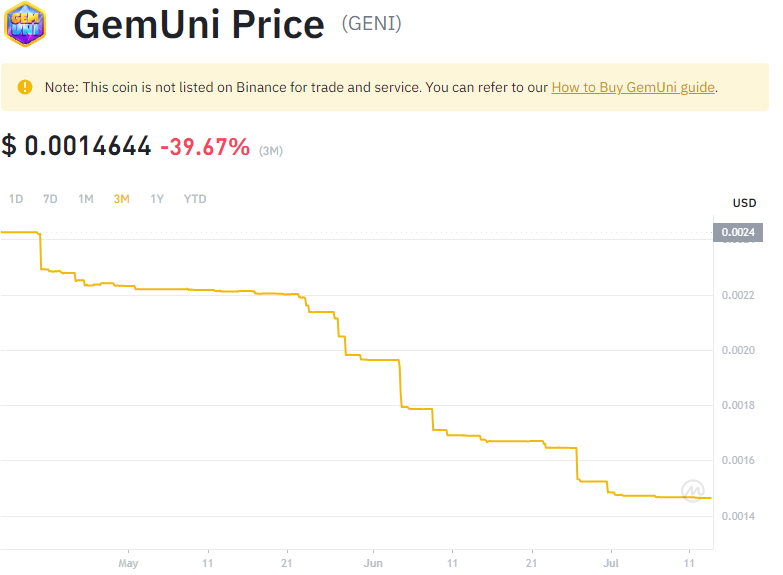 GEM
UNI
GemUni Price (GENI)
Note: This coin is not listed on Binance for trade and service. You can refer to our How to Buy GemUni guide.
$ 0.0014644 -39.67% (3M)
1D 7D 1M 3M 1Y YTD
USD
0.0024
0.0022
0.0020
0.0018
0.0016
0.0014
May 11 21 Jun 11 21 Jul 11